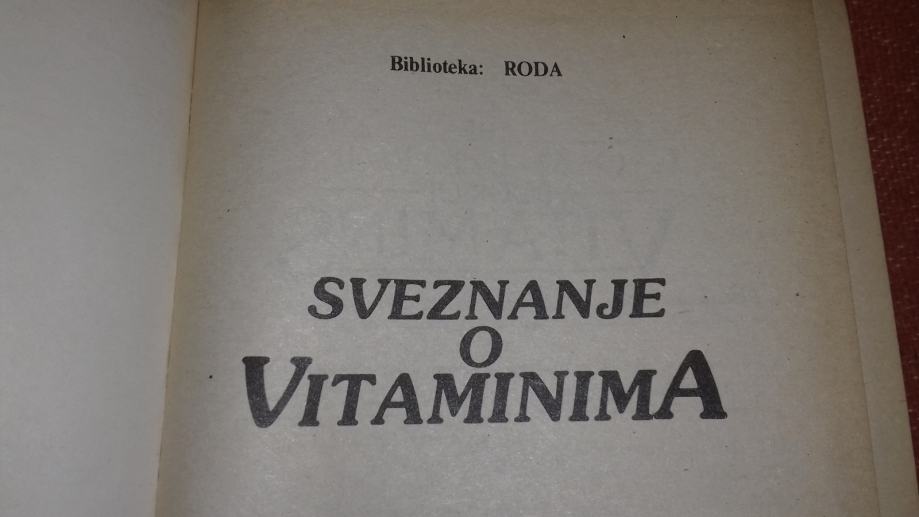 Biblioteka: RODA
SVEZNANJE
O
VITAMINIMA